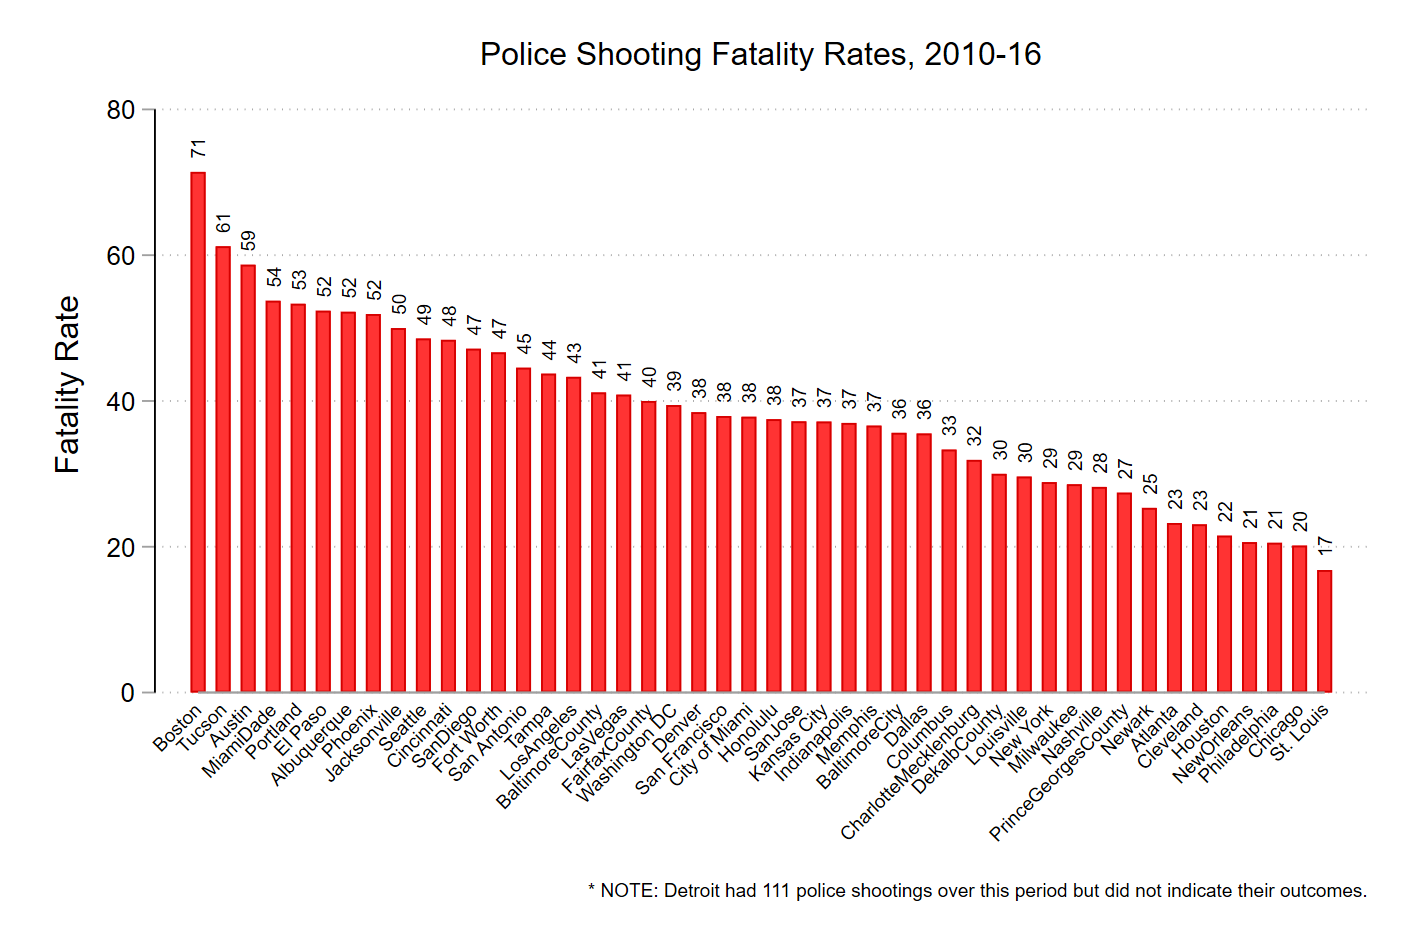 Police Shooting Fatality Rates, 2010-16
Fatality Rate
80
60
40
20
0
71
61
59
54
53
52
52
52
50
49
48
47
47
45
44
43
41
41
40
39
38
38
38
38
37
37
37
37
36
36
33
32
30
30
29
29
28
27
25
23
23
22
21
21
20
17
Boston
Tucson
Austin
MiamiDade
Portland
El Paso
Albuquerque
Phoenix
Jacksonville
Seattle
Cincinnati
SanDiego
Fort Worth
San Antonio
Tampa
LosAngeles
BaltimoreCounty
LasVegas
FairfaxCounty
Washington DC
Denver
San Francisco
City of Miami
Honolulu
SanJose
Kansas City
Indianapolis
Memphis
BaltimoreCity
Dallas
Columbus
CharlotteMecklenburg
DekalbCounty
Louisville
New York
Milwaukee
Nashville
PrinceGeorgesCounty
Newark
Atlanta
Cleveland
Houston
NewOrleans
Philadelphia
Chicago
St. Louis
* NOTE: Detroit had 111 police shootings over this period but did not indicate their outcomes.